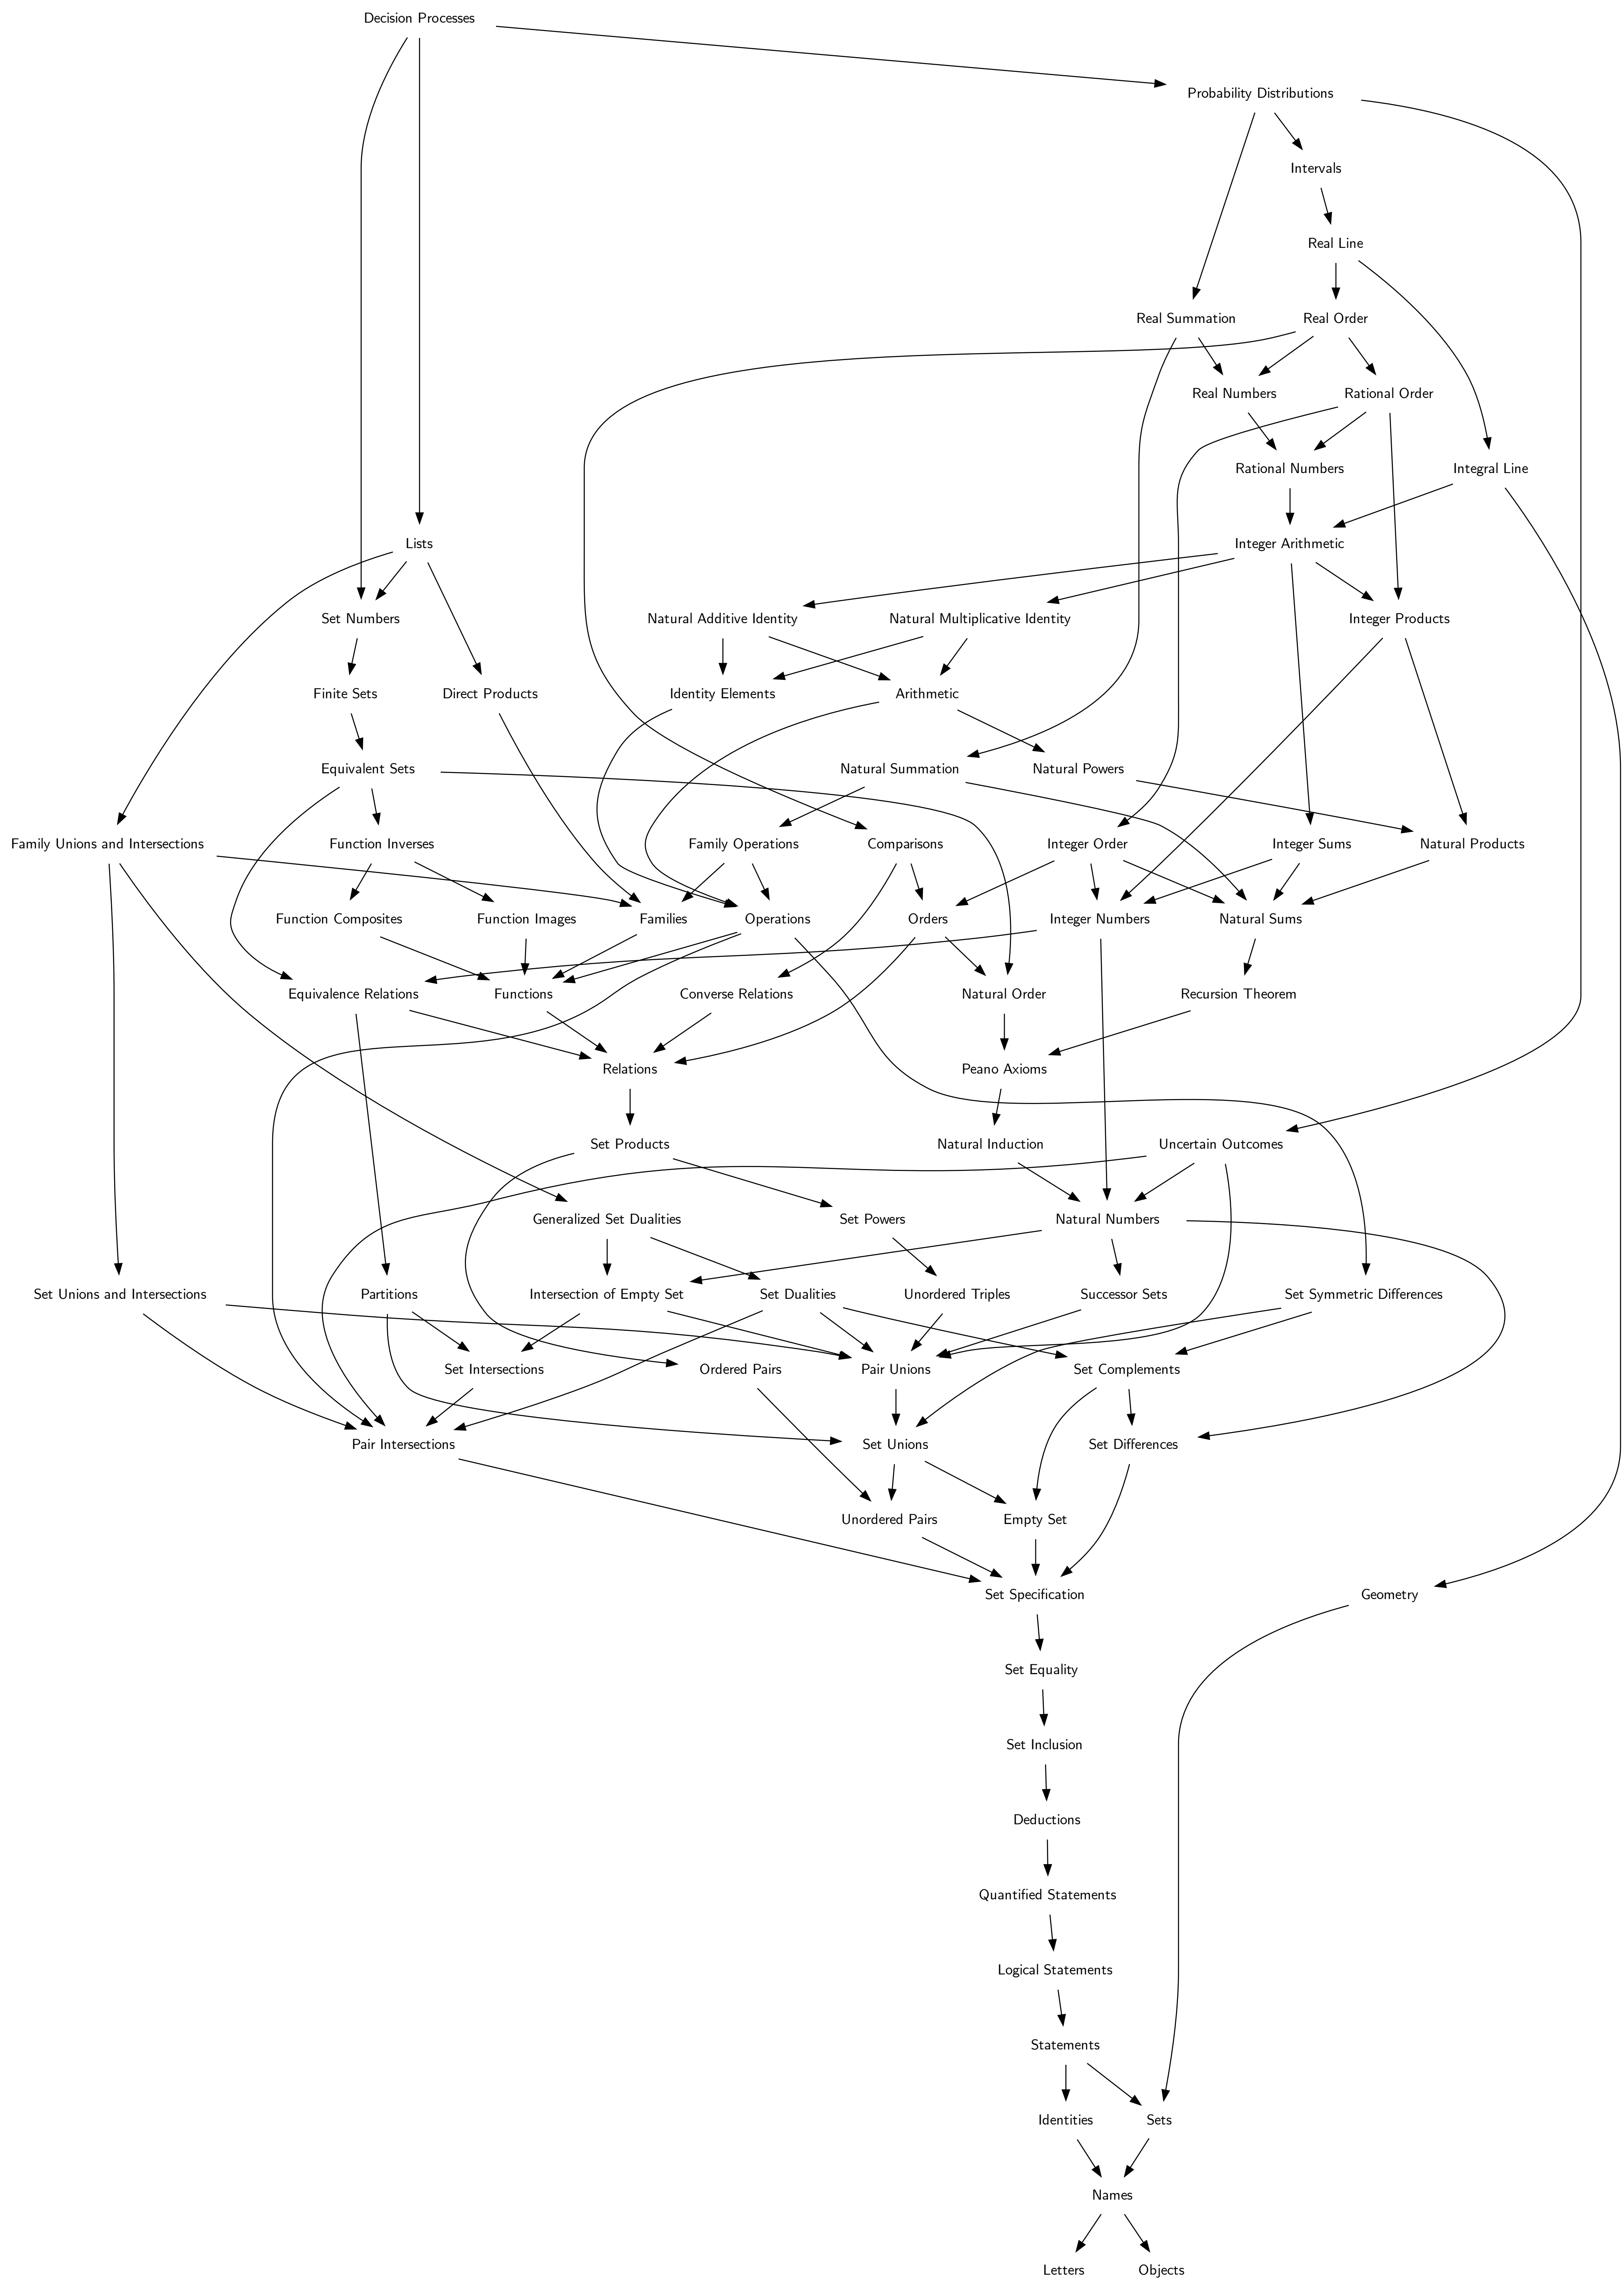 Decision Processes
Probability Distributions
Intervals
Real Line
Real Summation
Real Order
Real Numbers
Rational Order
Rational Numbers
Integral Line
Lists
Integer Arithmetic
Set Numbers
Natural Additive Identity
Natural Multiplicative Identity
Integer Products
Finite Sets
Direct Products
Identity Elements
Arithmetic
Equivalent Sets
Natural Summation
Natural Powers
Family Unions and Intersections
Function Inverses
Family Operations
Comparisons
Integer Order
Integer Sums
Natural Products
Function Composites
Function Images
Families
Operations
Orders
Integer Numbers
Natural Sums
Equivalence Relations
Functions
Converse Relations
Natural Order
Recursion Theorem
Relations
Peano Axioms
Set Products
Natural Induction
Uncertain Outcomes
Generalized Set Dualities
Set Powers
Natural Numbers
Set Unions and Intersections
Partitions
Intersection of Empty Set
Set Dualities
Unordered Triples
Successor Sets
Set Symmetric Differences
Set Intersections
Ordered Pairs
Pair Unions
Set Complements
Pair Intersections
Set Unions
Set Differences
Unordered Pairs
Empty Set
Set Specification
Geometry
Set Equality
Set Inclusion
Deductions
Quantified Statements
Logical Statements
Statements
Identities
Sets
Names
Letters
Objects